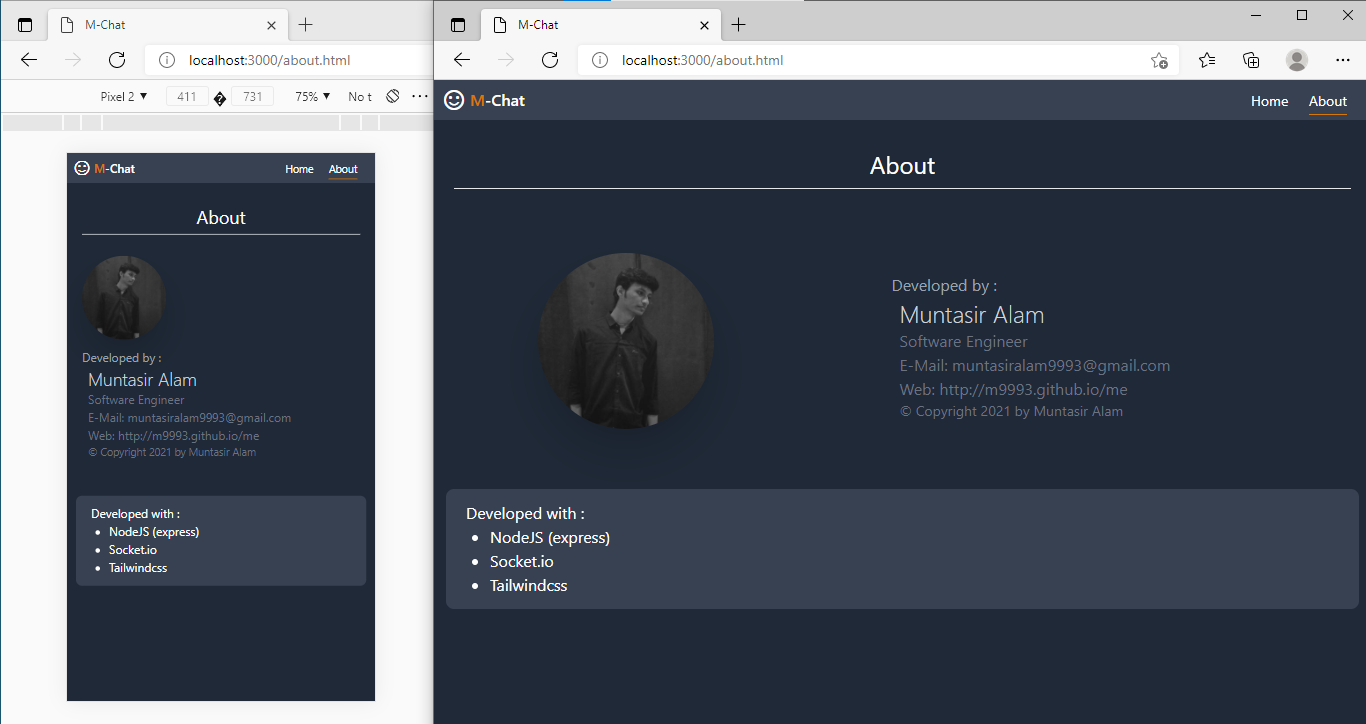 M-Chat
localhost:3000/about.html
Pixel 2 411 � 731 75% No t
M-Chat Home About
About
Developed by :
Muntasir Alam
Software Engineer
E-Mail: muntasiralam9993@gmail.com
Web: http://m9993.github.io/me
© Copyright 2021 by Muntasir Alam
Developed with :
• NodeJS (express)
• Socket.io
• Tailwindcss
M-Chat
localhost:3000/about.html
M-Chat Home About
About
Developed by :
Muntasir Alam
Software Engineer
E-Mail: muntasiralam9993@gmail.com
Web: http://m9993.github.io/me
© Copyright 2021 by Muntasir Alam
Developed with :
• NodeJS (express)
• Socket.io
• Tailwindcss